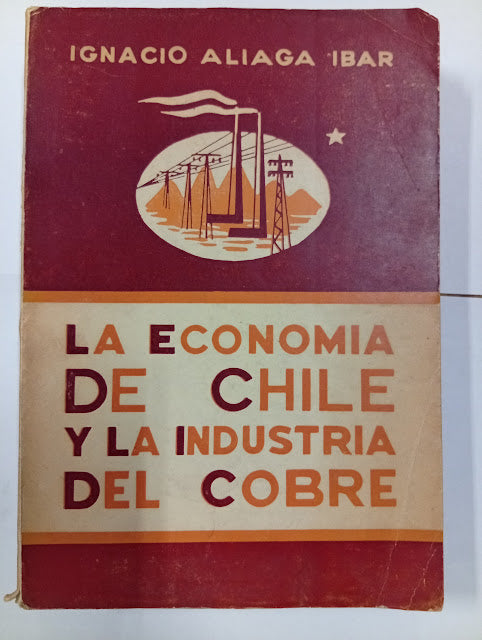 IGNACIO ALIAGA IBAR
LA ECONOMIA
DE CHILE
Y LA INDUSTRIA
DEL COBRE